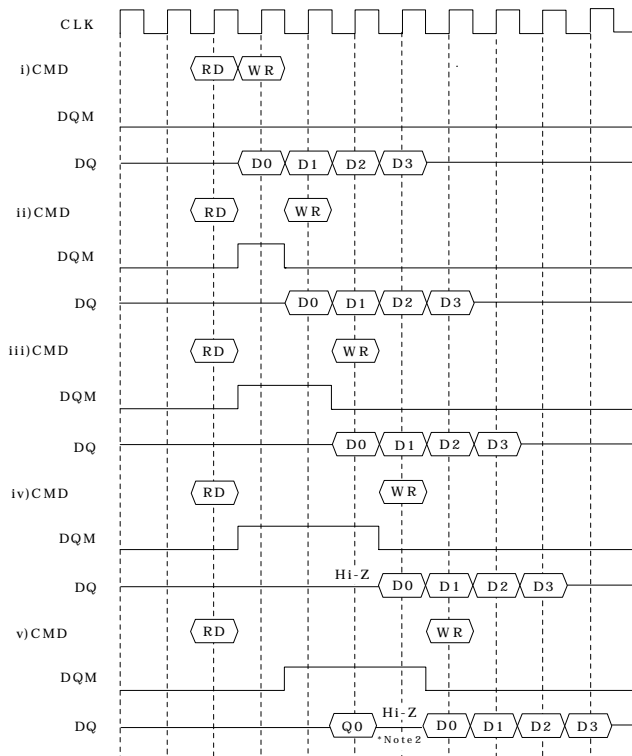 CLK
i)CMD RD WR
DQM
DQ D0 D1 D2 D3
ii)CMD RD WR
DQM
DQ D0 D1 D2 D3
iii)CMD RD WR
DQM
DQ D0 D1 D2 D3
iv)CMD RD WR
DQM
DQ Hi-Z D0 D1 D2 D3
v)CMD RD WR
DQM
DQ Q0 Hi-Z D0 D1 D2 D3
*Note2